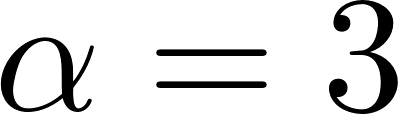 α = 3